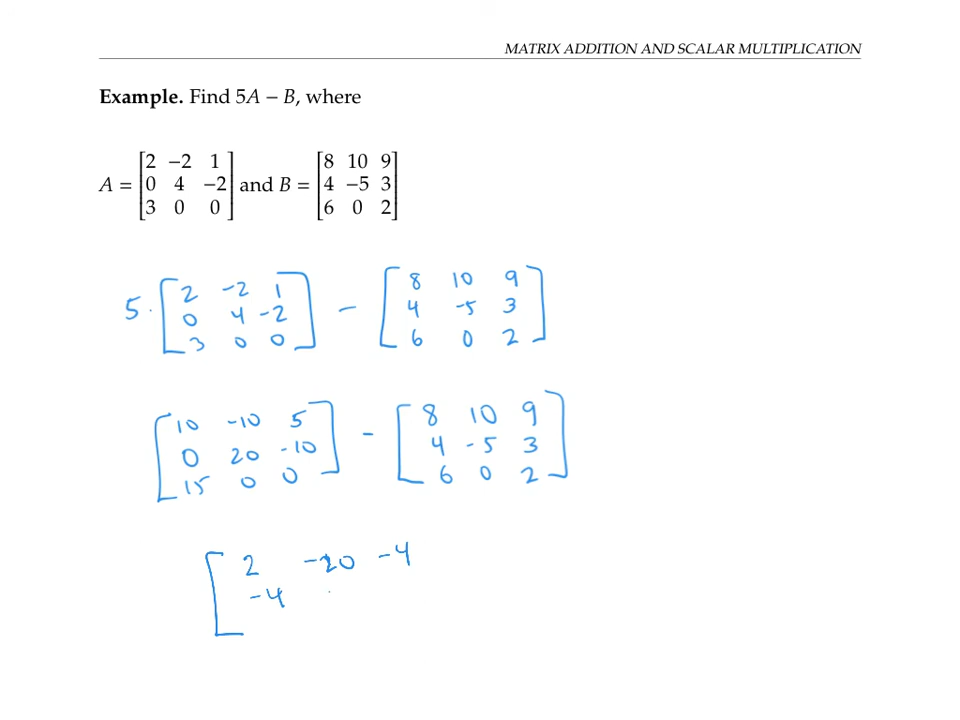 MATRIX ADDITION AND SCALAR MULTIPLICATION
Example. Find 5A − B, where
A = [2 −2 1
0 4 −2
3 0 0] and B = [8 10 9
4 −5 3
6 0 2]
5 · [2 -2 1
0 4 -2
3 0 0] - [8 10 9
4 -5 3
6 0 2]
[10 -10 5
0 20 -10
15 0 0] - [8 10 9
4 -5 3
6 0 2]
[2 -20 -4
-4